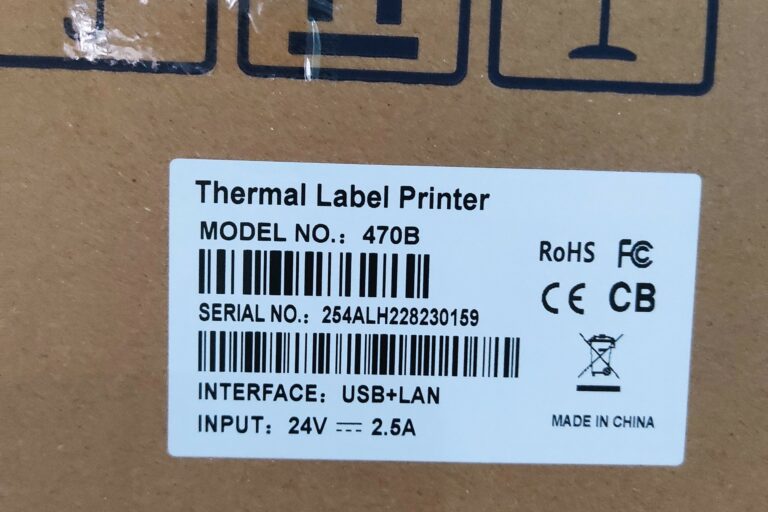 Thermal Label Printer
MODEL NO.: 470B
SERIAL NO.: 254ALH228230159
INTERFACE: USB+LAN
INPUT: 24V ⎓ 2.5A
RoHS FC
CE CB
MADE IN CHINA